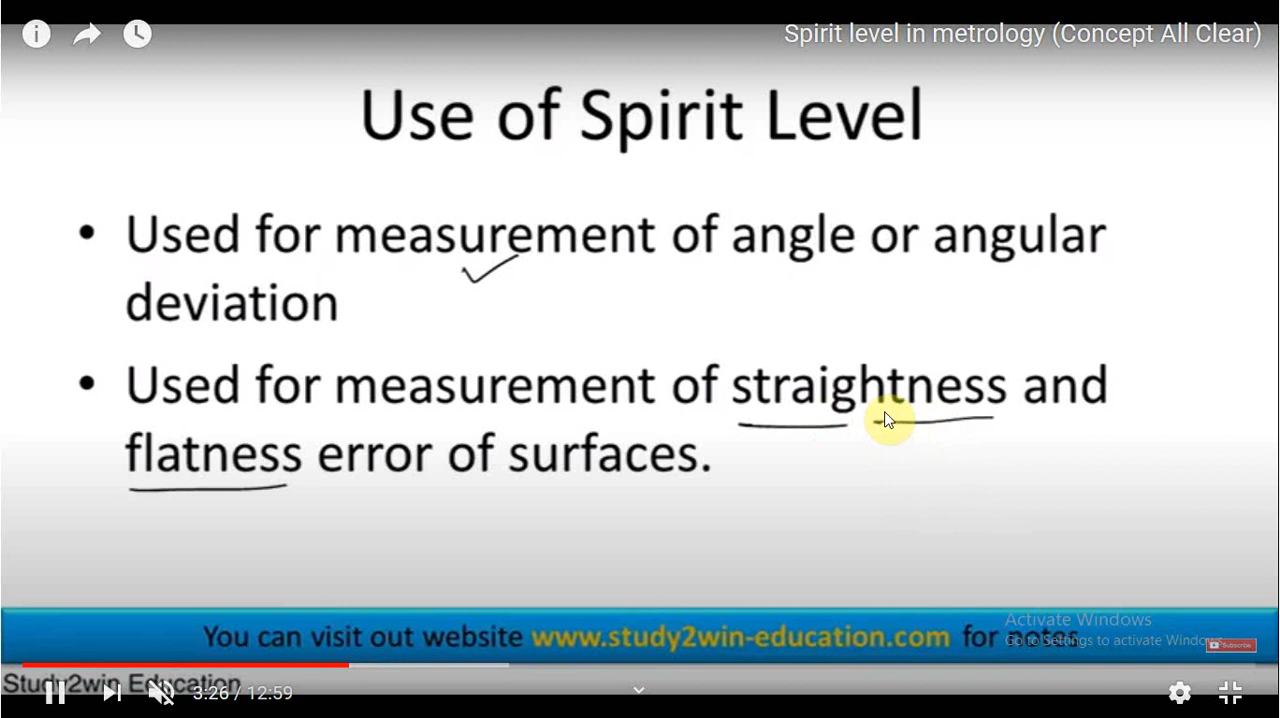 Spirit level in metrology (Concept All Clear)
Use of Spirit Level
• Used for measurement of angle or angular
deviation
• Used for measurement of straightness and
flatness error of surfaces.
Activate Windows
You can visit out website www.study2win-education.com for notes
Go to Settings to activate Windows.
Subscribe
Study2win Education
3:26 / 12:59